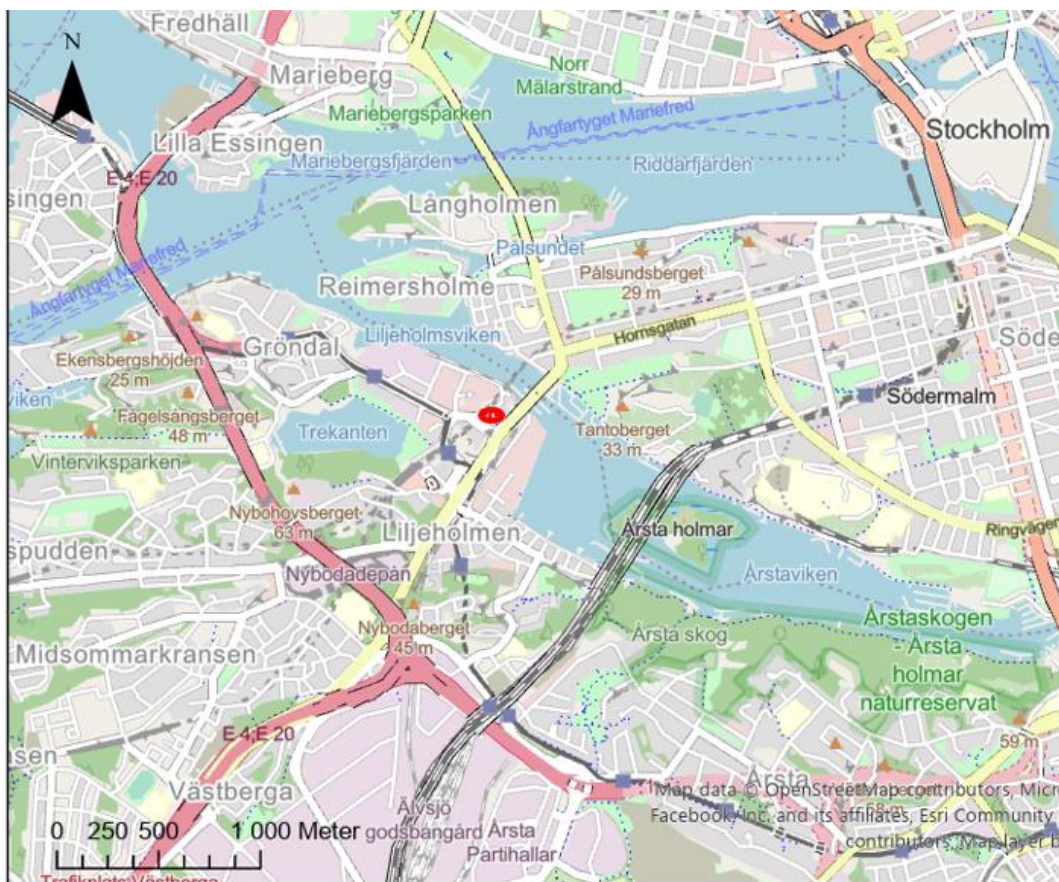 Fredhäll
N
Norr
Mälarstrand
Marieberg
Mariebergsparken
Ångfartyget Mariefred
Stockholm
Lilla Essingen
Mariebergsfjärden
Riddarfjärden
E 4;E 20
singen
Långholmen
Pålsundet
Pålsundsberget
29 m
Ångfartyget Mariefred
Reimersholme
Liljeholmsviken
Hornsgatan
Ekensbergshöjden
25 m
Gröndal
Söde
viken
Fågelsångsberget
48 m
Södermalm
Trekanten
Tantoberget
33 m
Vinterviksparken
Nybohovsberget
63 m
Årsta holmar
Ringvägen
spudden
Liljeholmen
Nybodadepån
Årstaviken
Nybodaberget
45 m
Årsta skog
Årstaskogen
- Årsta
holmar
naturreservat
Midsommarkransen
59 m
E 4;E 20
nsen
Västberga
Årsta
58 m
Map data © OpenStreetMap contributors, Micr
Facebook, Inc. and its affiliates, Esri Community
contributors, Map layer b
0 250 500 1 000 Meter
Älvsjö
godsbangård
Årsta
Partihallar
Trafikplats Västberga